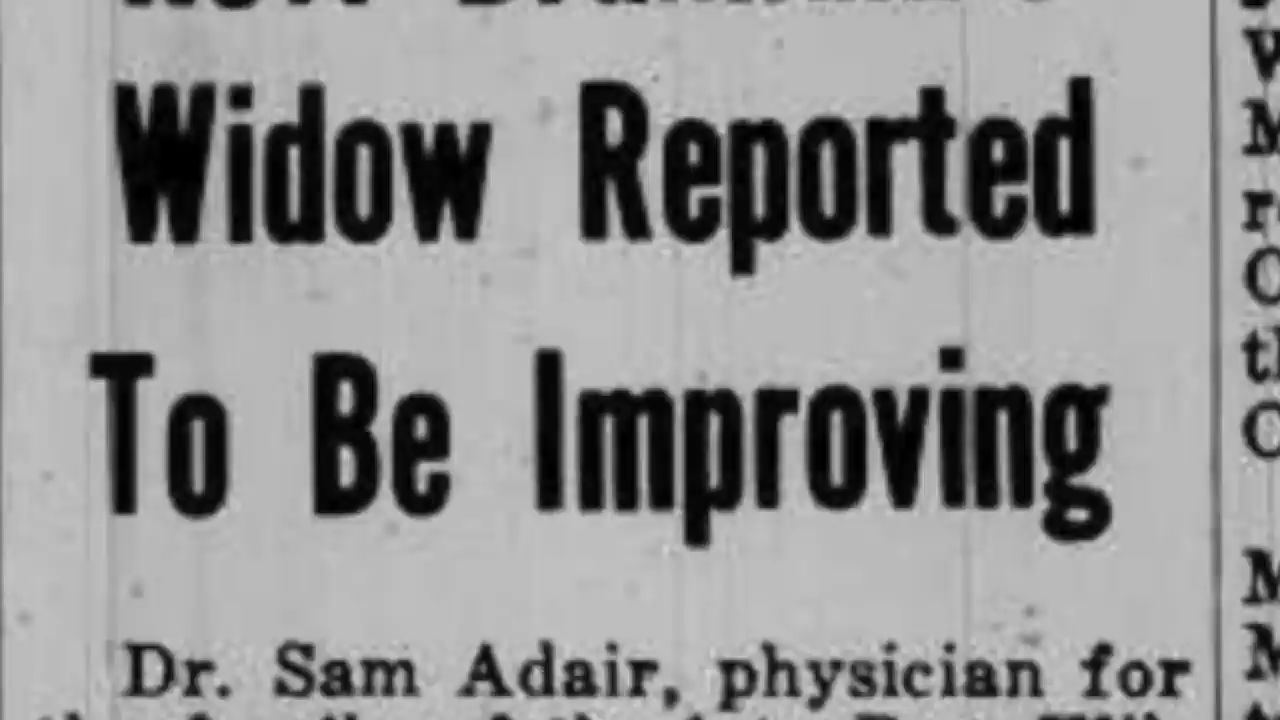 Widow Reported
To Be Improving
Dr. Sam Adair, physician for